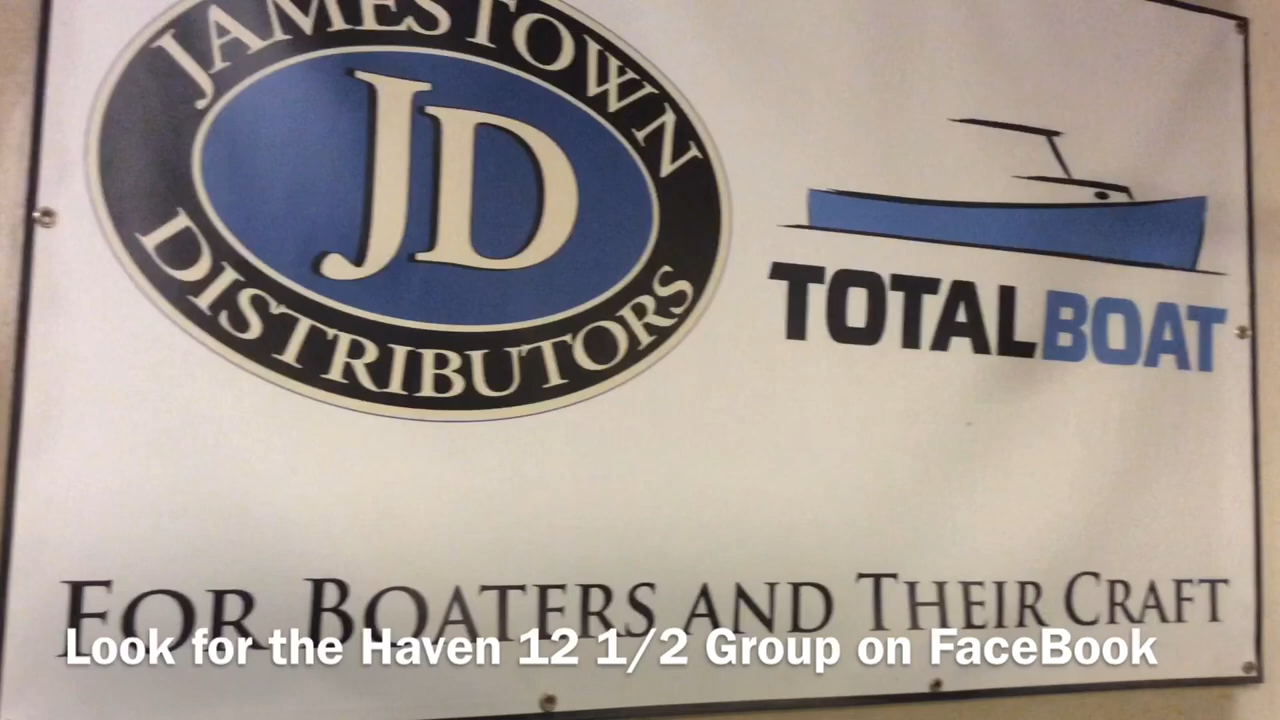 JAMESTOWN
JD
DISTRIBUTORS
TOTALBOAT
FOR BOATERS AND THEIR CRAFT
Look for the Haven 12 1/2 Group on FaceBook